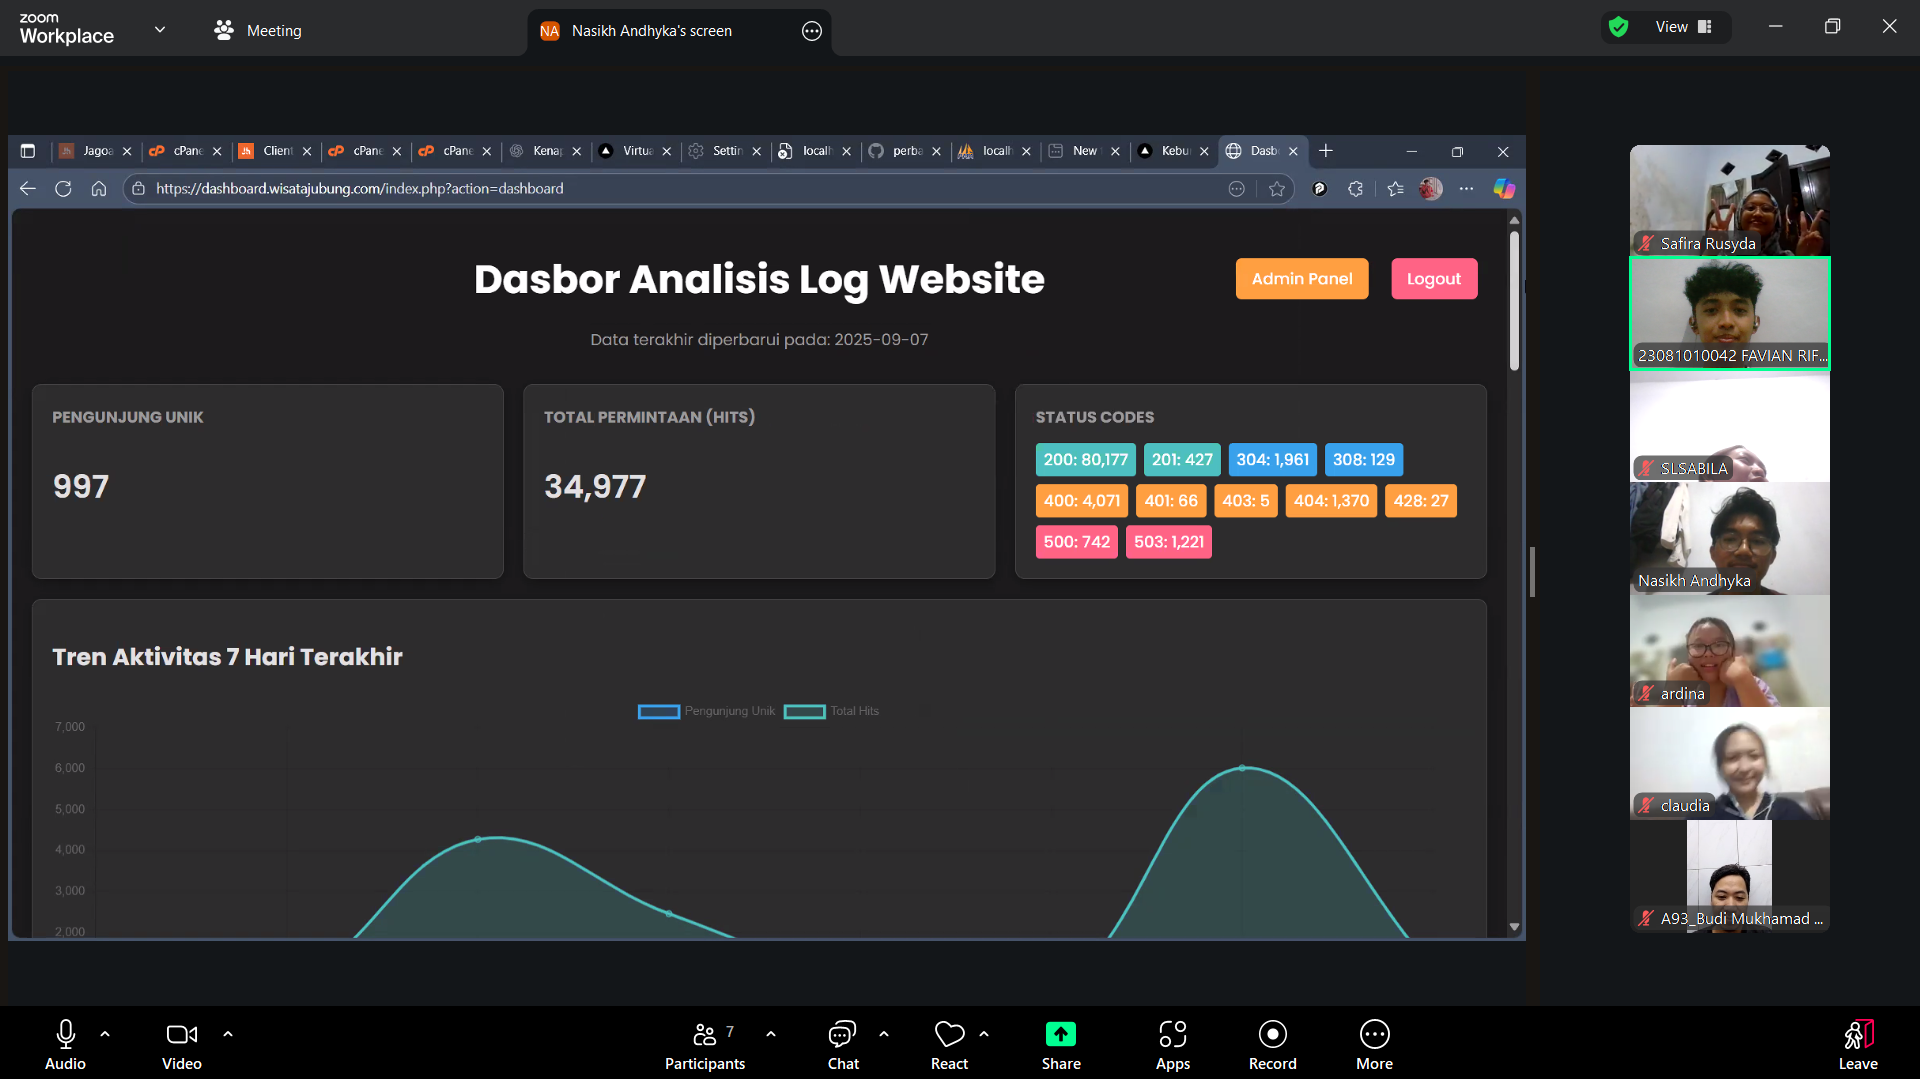 zoom
Workplace
Meeting
NA Nasikh Andhyka's screen
View
Jagoa
cPane
Client
cPane
cPane
Kenap
Virtua
Settin
localh
perba
localh
New t
Kebu
Dasb
https://dashboard.wisatajubung.com/index.php?action=dashboard
Dasbor Analisis Log Website
Admin Panel
Logout
Data terakhir diperbarui pada: 2025-09-07
PENGUNJUNG UNIK
997
TOTAL PERMINTAAN (HITS)
34,977
STATUS CODES
200: 80,177 201: 427 304: 1,961 308: 129
400: 4,071 401: 66 403: 5 404: 1,370 428: 27
500: 742 503: 1,221
Tren Aktivitas 7 Hari Terakhir
Pengunjung Unik Total Hits
7,000
6,000
5,000
4,000
3,000
2,000
Safira Rusyda
23081010042 FAVIAN RIF...
SLSABILA
Nasikh Andhyka
ardina
claudia
A93_Budi Mukhamad ...
Audio
Video
7
Participants
Chat
React
Share
Apps
Record
More
Leave